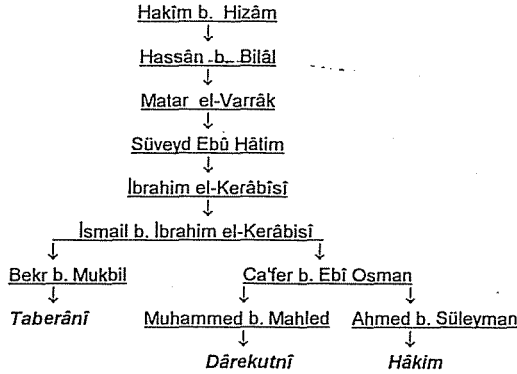 Hakîm b. Hizâm
Hassân b. Bilâl
Matar el-Varrâk
Süveyd Ebû Hâtim
İbrahim el-Kerâbîsî
İsmail b. İbrahim el-Kerâbisî
Bekr b. Mukbil Ca'fer b. Ebî Osman
Taberânî Muhammed b. Mahled Ahmed b. Süleyman
Dârekutnî Hâkim